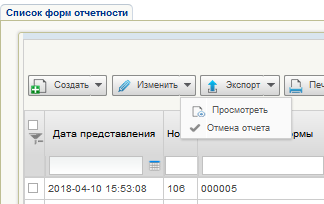 Список форм отчетности
Создать Изменить Экспорт Печ
Просмотреть
Отмена отчета
Дата представления Но рмы
2018-04-10 15:53:08 106 000005